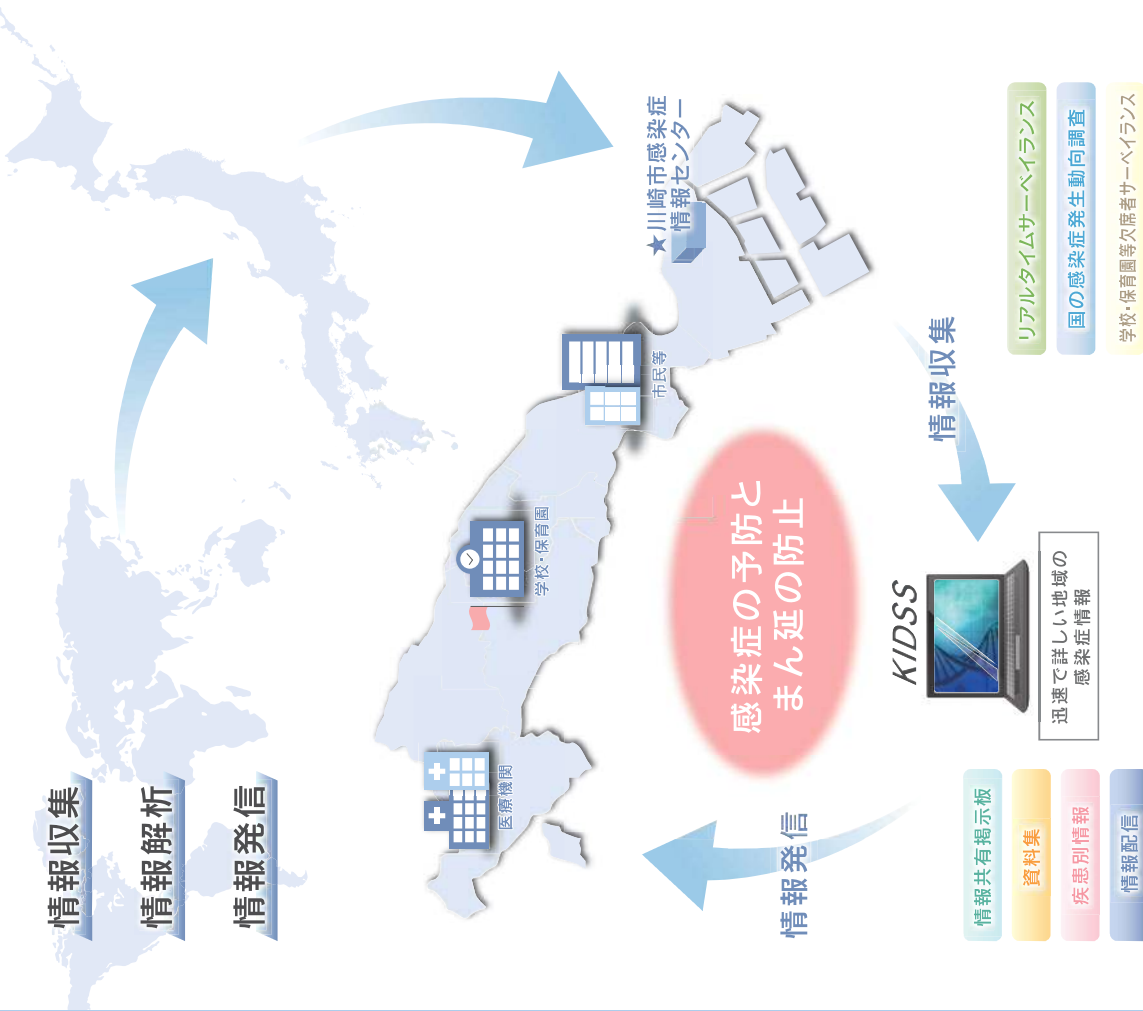 情報収集
情報解析
情報発信
★川崎市感染症
情報センター
医療機関
学校・保育園
市民等
感染症の予防と
まん延の防止
情報発信
情報収集
KIDSS
迅速で詳しい地域の
感染症情報
情報共有掲示板
資料集
疾患別情報
情報配信
リアルタイムサーベイランス
国の感染症発生動向調査
学校・保育園等欠席者サーベイランス